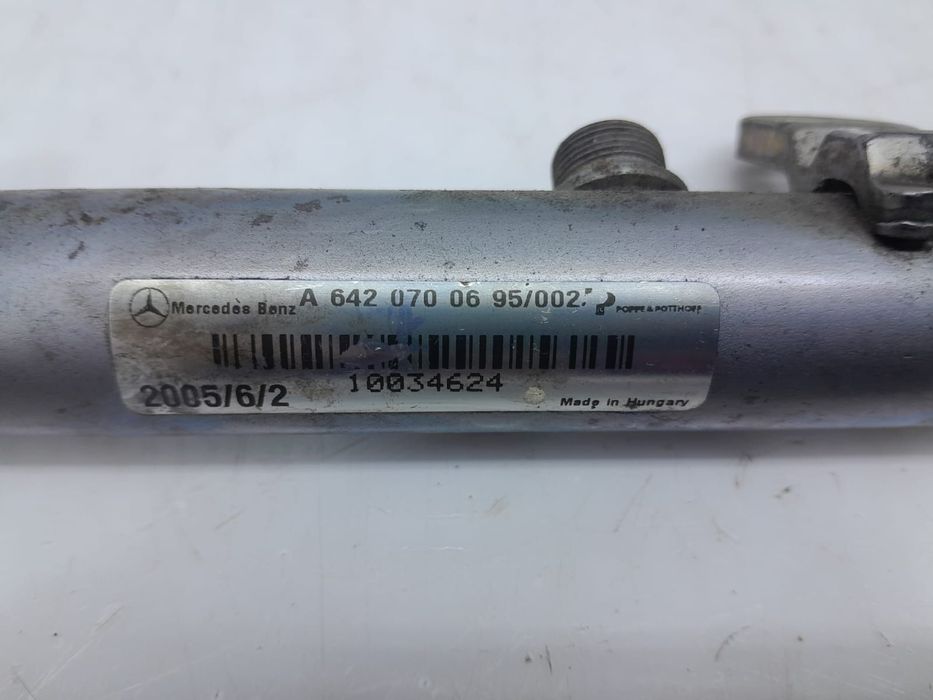 Mercedes Benz A 642 070 06 95/002 POPPE & POTTHOFF
10034624
2005/6/2
Made in Hungary